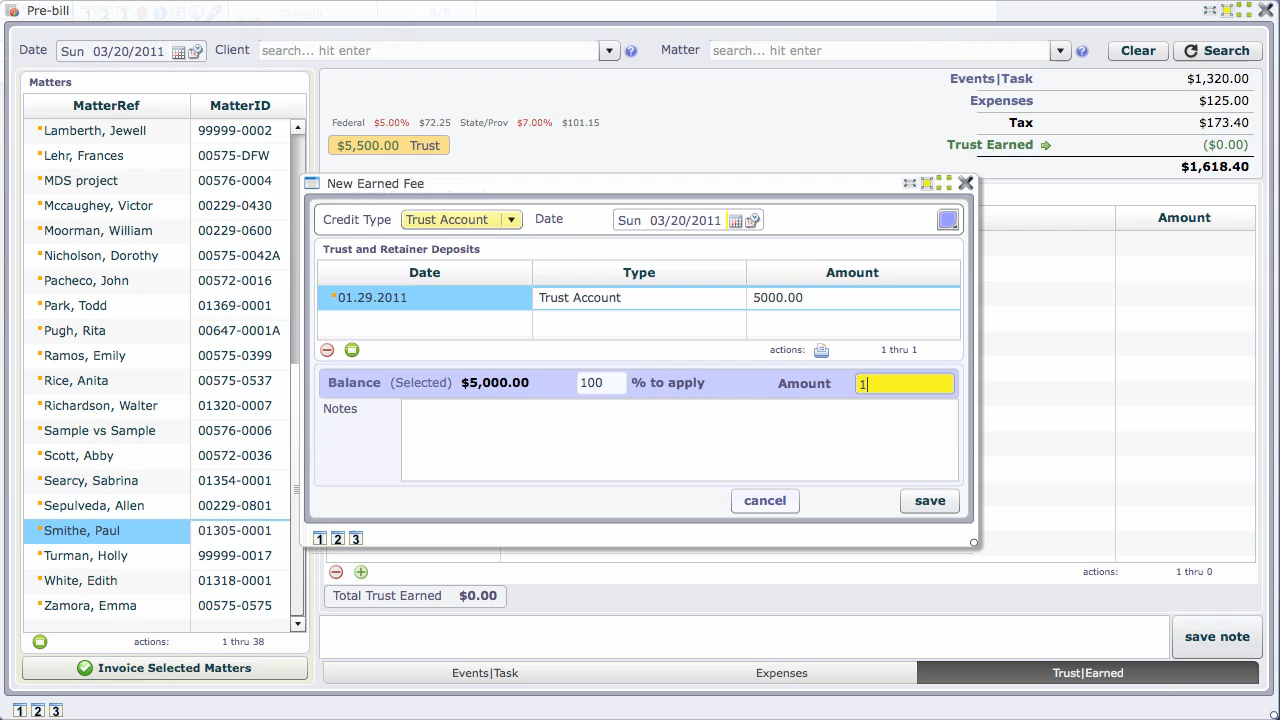 Pre-bill
Date Sun 03/20/2011 Client search... hit enter Matter search... hit enter Clear Search
Matters
MatterRef MatterID
Lamberth, Jewell 99999-0002
Lehr, Frances 00575-DFW
MDS project 00576-0004
Mccaughey, Victor 00229-0430
Moorman, William 00229-0600
Nicholson, Dorothy 00575-0042A
Pacheco, John 00572-0016
Park, Todd 01369-0001
Pugh, Rita 00647-0001A
Ramos, Emily 00575-0399
Rice, Anita 00575-0537
Richardson, Walter 01320-0007
Sample vs Sample 00576-0006
Scott, Abby 00572-0036
Searcy, Sabrina 01354-0001
Sepulveda, Allen 00229-0801
Smithe, Paul 01305-0001
Turman, Holly 99999-0017
White, Edith 01318-0001
Zamora, Emma 00575-0575
actions: 1 thru 38
Invoice Selected Matters
Events|Task $1,320.00
Expenses $125.00
Federal 5.00% $72.25 State/Prov 7.00% $101.15
Tax $173.40
$5,500.00 Trust
Trust Earned ($0.00)
$1,618.40
Amount
New Earned Fee
Credit Type Trust Account Date Sun 03/20/2011
Trust and Retainer Deposits
Date Type Amount
01.29.2011 Trust Account 5000.00
actions: 1 thru 1
Balance (Selected) $5,000.00 100 % to apply Amount 1
Notes
cancel save
1 2 3
actions: 1 thru 0
Total Trust Earned $0.00
save note
Events|Task Expenses Trust|Earned
1 2 3